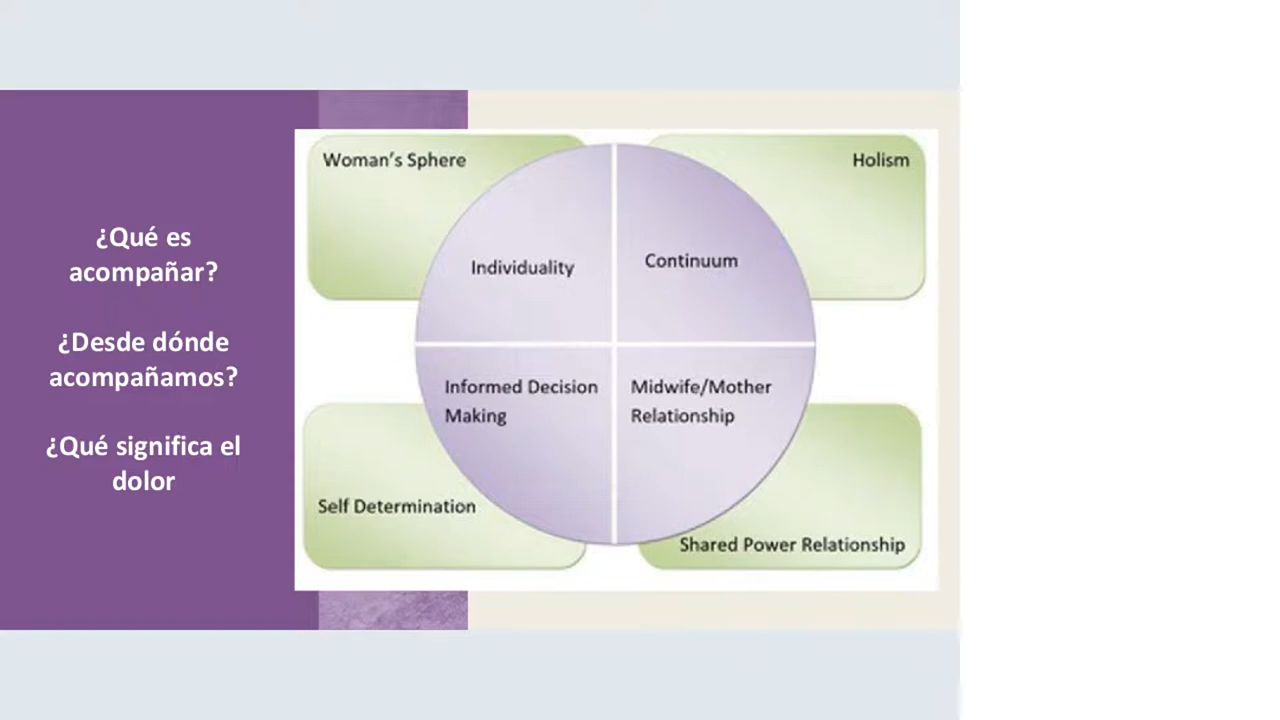 ¿Qué es
acompañar?
¿Desde dónde
acompañamos?
¿Qué significa el
dolor
Woman's Sphere
Holism
Individuality
Continuum
Informed Decision
Making
Midwife/Mother
Relationship
Self Determination
Shared Power Relationship